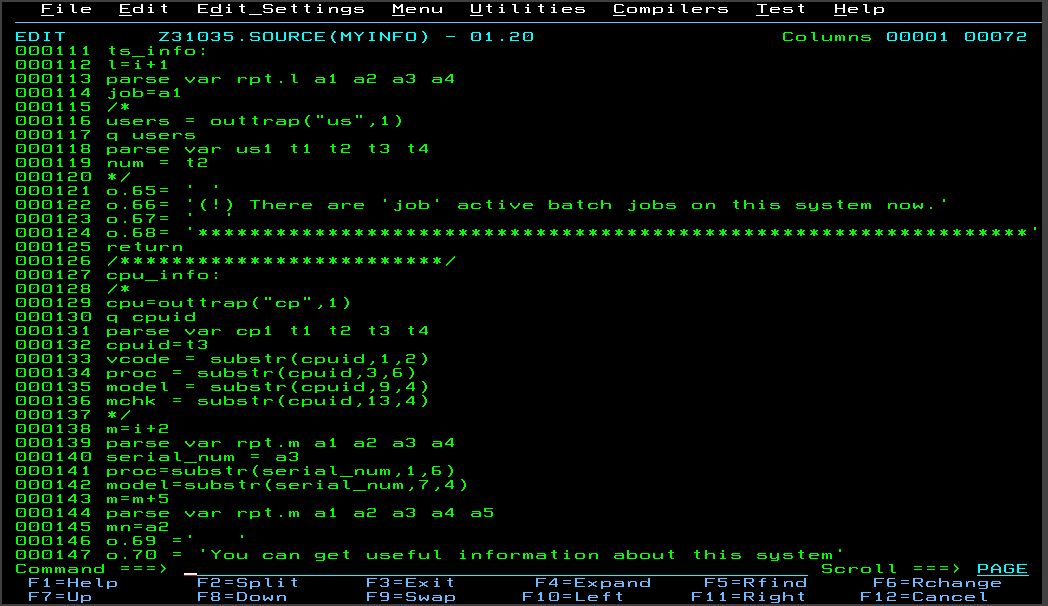 File  Edit  Edit_Settings  Menu  Utilities  Compilers  Test  Help
EDIT       Z31035.SOURCE(MYINFO) - 01.20                   Columns 00001 00072
000111 ts_info:
000112 l=i+1
000113 parse var rpt.l a1 a2 a3 a4
000114 job=a1
000115 /*
000116 users = outtrap("us",1)
000117 q users
000118 parse var us1 t1 t2 t3 t4
000119 num = t2
000120 */
000121 o.65= ' '
000122 o.66= '(!) There are 'job' active batch jobs on this system now.'
000123 o.67= '  '
000124 o.68= '****************************************************************'
000125 return
000126 /*************************/
000127 cpu_info:
000128 /*
000129 cpu=outtrap("cp",1)
000130 q cpuid
000131 parse var cp1 t1 t2 t3 t4
000132 cpuid=t3
000133 vcode = substr(cpuid,1,2)
000134 proc = substr(cpuid,3,6)
000135 model = substr(cpuid,9,4)
000136 mchk = substr(cpuid,13,4)
000137 */
000138 m=i+2
000139 parse var rpt.m a1 a2 a3 a4
000140 serial_num = a3
000141 proc=substr(serial_num,1,6)
000142 model=substr(serial_num,7,4)
000143 m=m+5
000144 parse var rpt.m a1 a2 a3 a4 a5
000145 mn=a2
000146 o.69 ='   '
000147 o.70 = 'You can get useful information about this system'
Command ===> _ Scroll ===> PAGE
F1=Help      F2=Split     F3=Exit      F4=Expand    F5=Rfind     F6=Rchange
F7=Up        F8=Down      F9=Swap     F10=Left     F11=Right    F12=Cancel